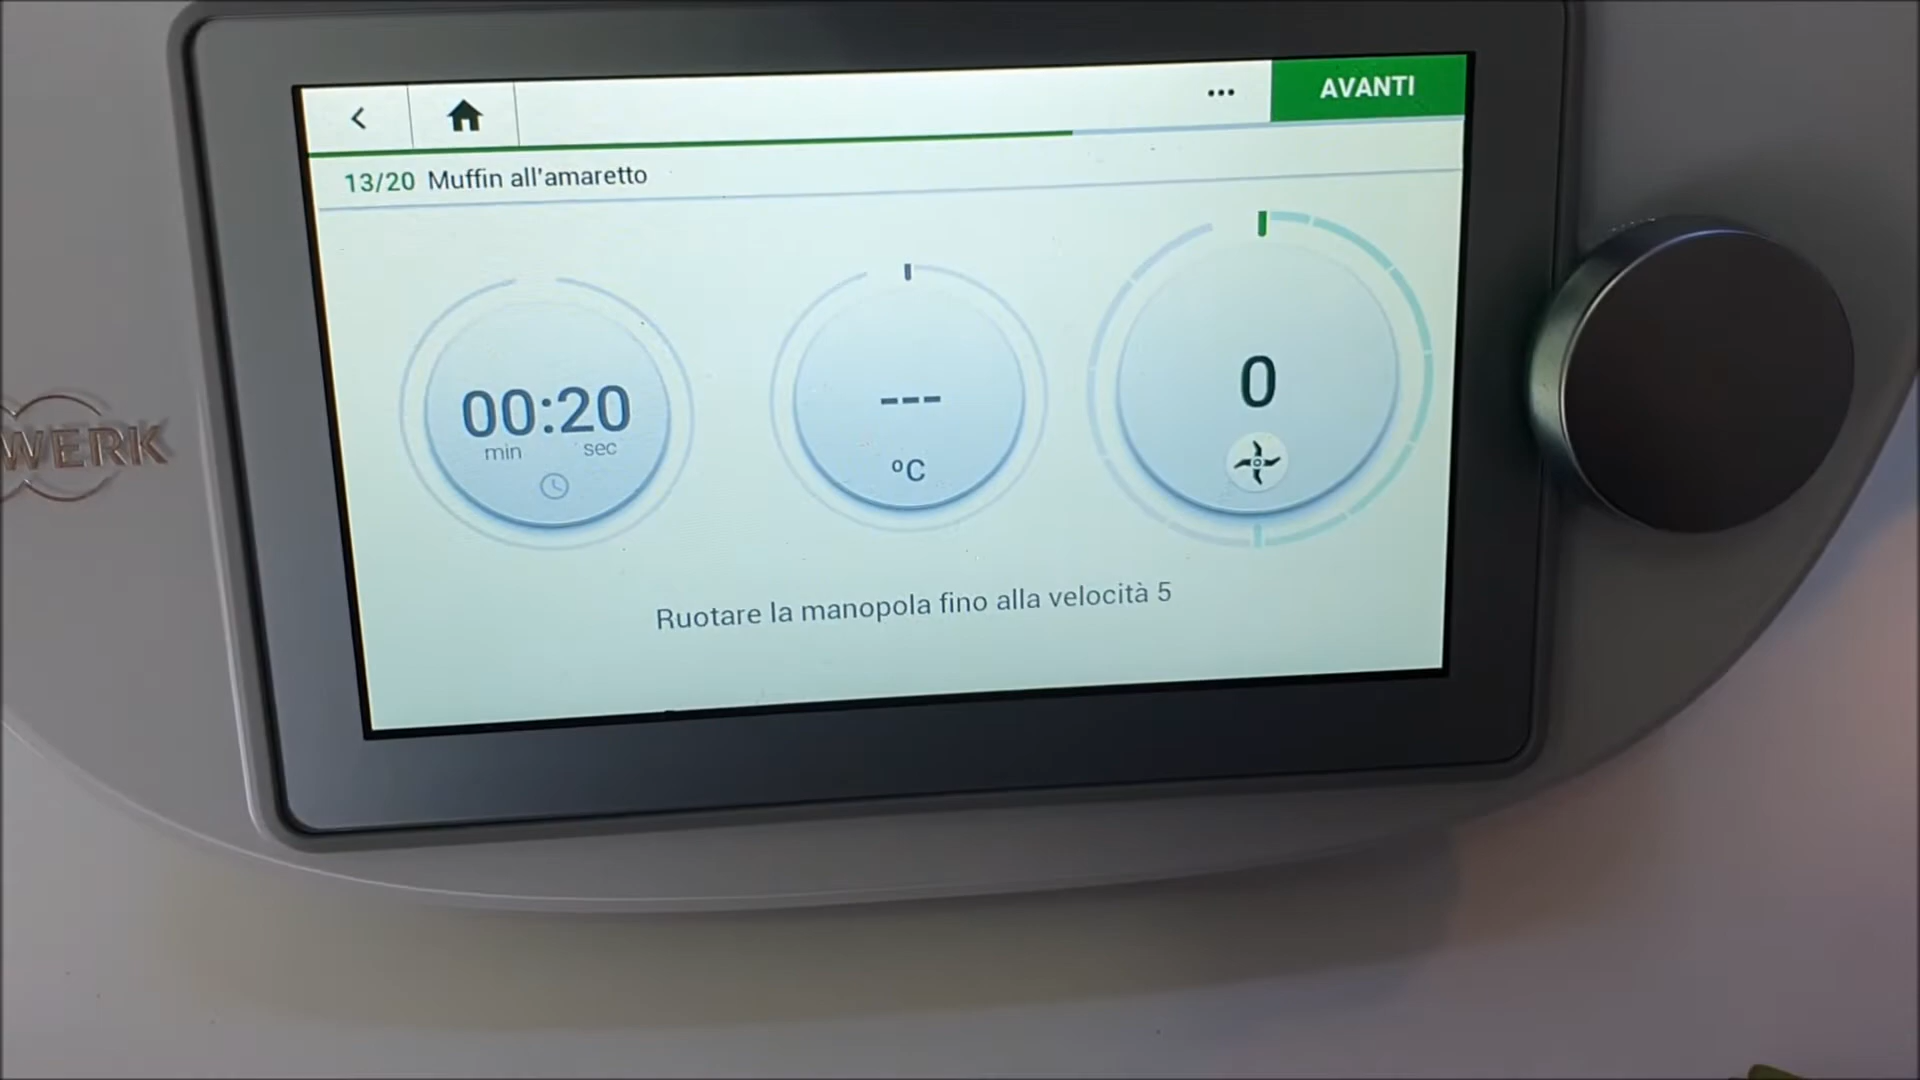 AVANTI
13/20 Muffin all'amaretto
00:20
min sec
---
ºC
0
Ruotare la manopola fino alla velocità 5
WERK